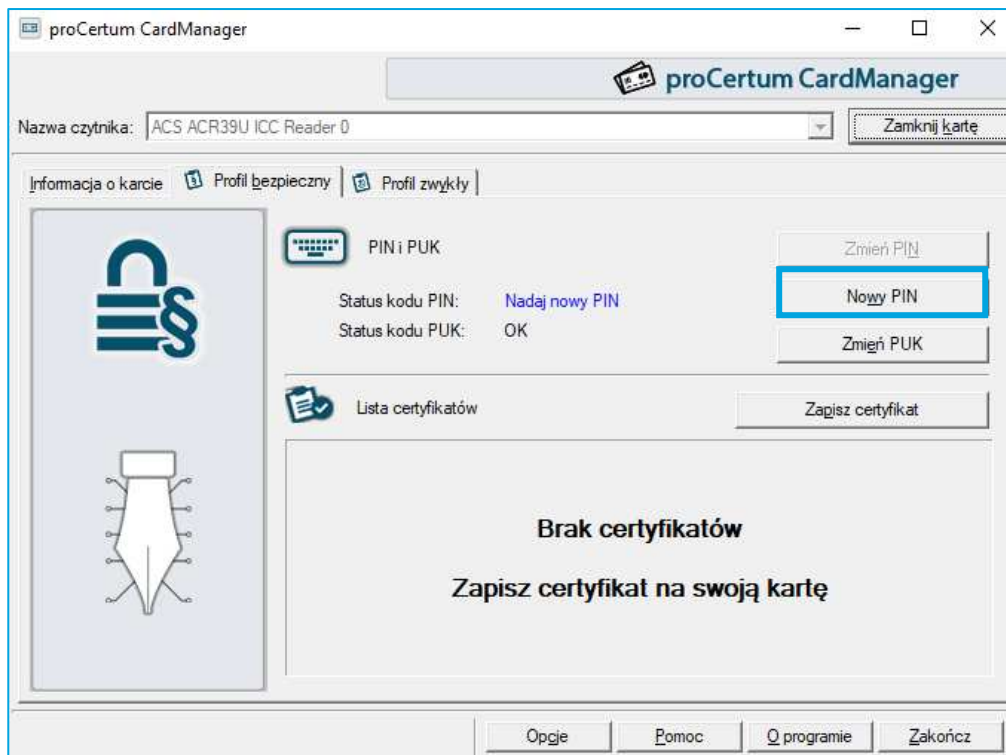 proCertum CardManager
proCertum CardManager
Nazwa czytnika: ACS ACR39U ICC Reader 0 Zamknij kartę
Informacja o karcie Profil bezpieczny Profil zwykły
PIN i PUK Zmień PIN
Status kodu PIN: Nadaj nowy PIN Nowy PIN
Status kodu PUK: OK Zmień PUK
Lista certyfikatów Zapisz certyfikat
Brak certyfikatów
Zapisz certyfikat na swoją kartę
Opcje Pomoc O programie Zakończ